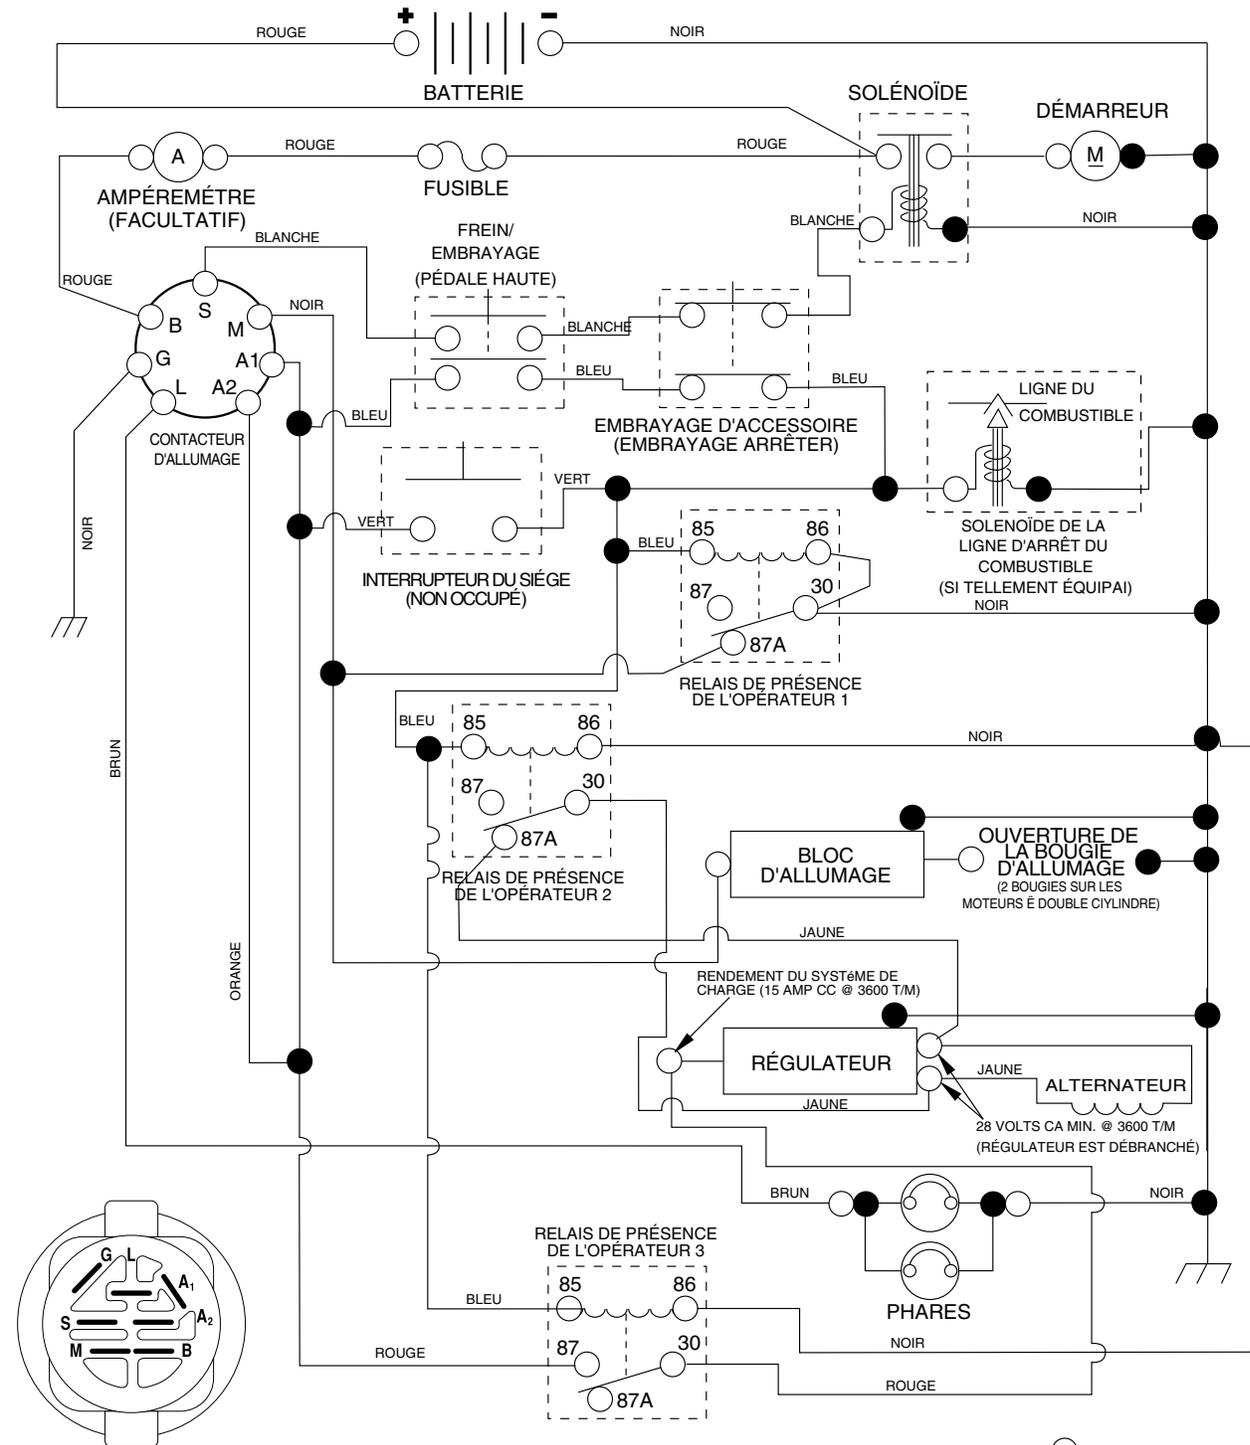 +
−
ROUGE
NOIR
BATTERIE
SOLÉNOÏDE
DÉMARREUR
ROUGE
ROUGE
A
M
AMPÉREMÉTRE
(FACULTATIF)
FUSIBLE
BLANCHE
NOIR
FREIN/
EMBRAYAGE
(PÉDALE HAUTE)
BLANCHE
ROUGE
NOIR
S
B
M
G
A1
L
A2
BLANCHE
BLEU
BLEU
BLEU
CONTACTEUR
D'ALLUMAGE
EMBRAYAGE D'ACCESSOIRE
(EMBRAYAGE ARRÊTER)
LIGNE DU
COMBUSTIBLE
NOIR
VERT
VERT
INTERRUPTEUR DU SIÉGE
(NON OCCUPÉ)
SOLENOÏDE DE LA
LIGNE D'ARRÊT DU
COMBUSTIBLE
(SI TELLEMENT ÉQUIPAI)
BLEU
85
86
87
30
87A
NOIR
RELAIS DE PRÉSENCE
DE L'OPÉRATEUR 1
BLEU
85
86
NOIR
87
30
87A
BRUN
RELAIS DE PRÉSENCE
DE L'OPÉRATEUR 2
BLOC
D'ALLUMAGE
OUVERTURE DE
LA BOUGIE
D'ALLUMAGE
(2 BOUGIES SUR LES
MOTEURS Ë DOUBLE CIYLINDRE)
JAUNE
ORANGE
RENDEMENT DU SYSTéME DE
CHARGE (15 AMP CC @ 3600 T/M)
RÉGULATEUR
JAUNE
ALTERNATEUR
JAUNE
28 VOLTS CA MIN. @ 3600 T/M
(RÉGULATEUR EST DÉBRANCHÉ)
BRUN
NOIR
PHARES
RELAIS DE PRÉSENCE
DE L'OPÉRATEUR 3
BLEU
85
86
NOIR
ROUGE
87
30
87A
ROUGE
G L
A1
A2
S
M
B